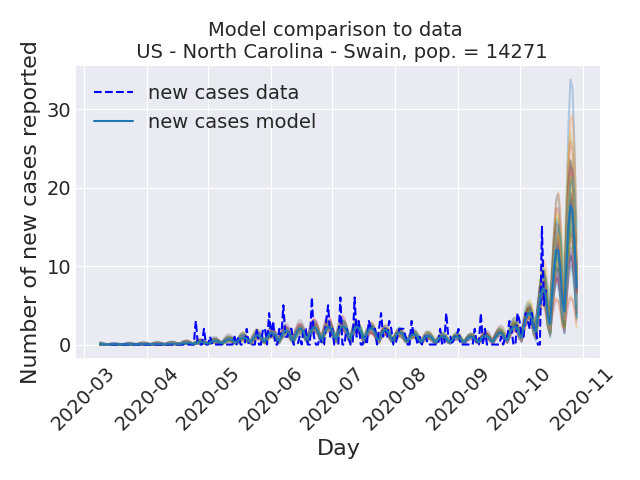 Model comparison to data
US - North Carolina - Swain, pop. = 14271
Number of new cases reported
30
20
10
0
new cases data
new cases model
2020-03
2020-04
2020-05
2020-06
2020-07
2020-08
2020-09
2020-10
2020-11
Day